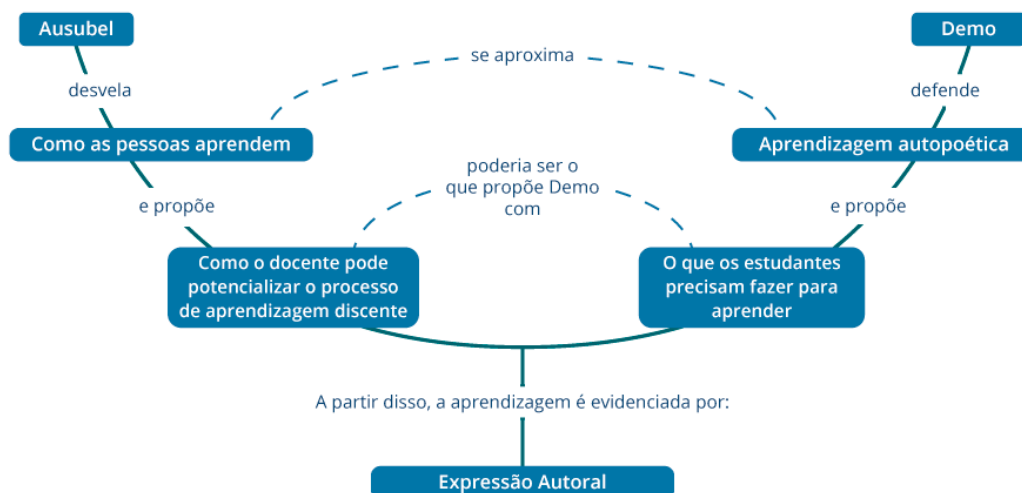 Ausubel
Demo
se aproxima
desvela
defende
Como as pessoas aprendem
Aprendizagem autopoética
poderia ser o
que propõe Demo
com
e propõe
e propõe
Como o docente pode
potencializar o processo
de aprendizagem discente
O que os estudantes
precisam fazer para
aprender
A partir disso, a aprendizagem é evidenciada por:
Expressão Autoral